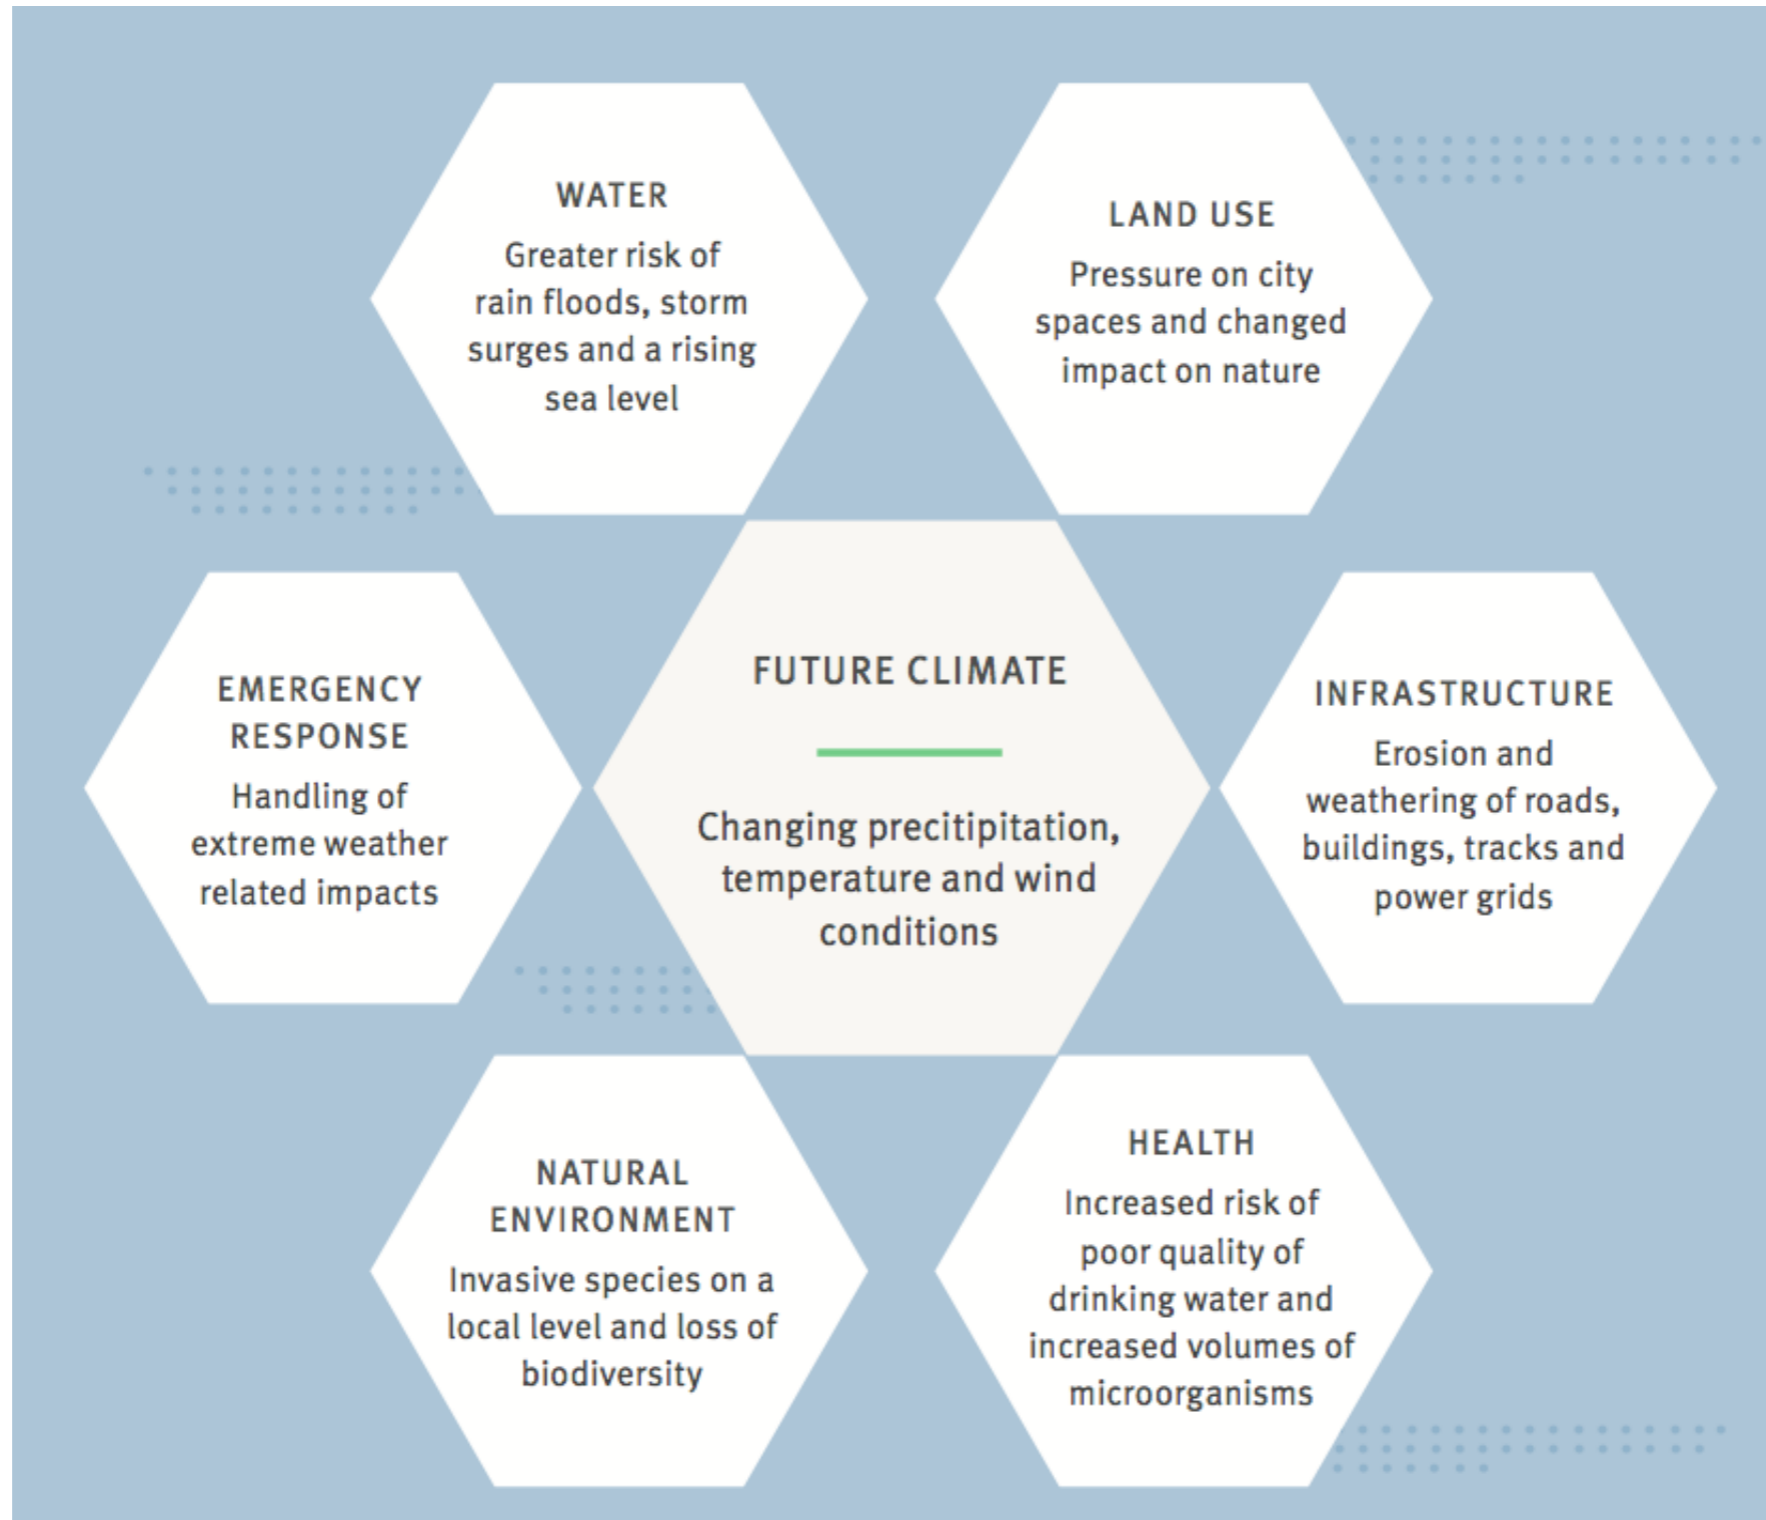 WATER
Greater risk of
rain floods, storm
surges and a rising
sea level
LAND USE
Pressure on city
spaces and changed
impact on nature
EMERGENCY
RESPONSE
Handling of
extreme weather
related impacts
FUTURE CLIMATE
Changing precitipitation,
temperature and wind
conditions
INFRASTRUCTURE
Erosion and
weathering of roads,
buildings, tracks and
power grids
NATURAL
ENVIRONMENT
Invasive species on a
local level and loss of
biodiversity
HEALTH
Increased risk of
poor quality of
drinking water and
increased volumes of
microorganisms